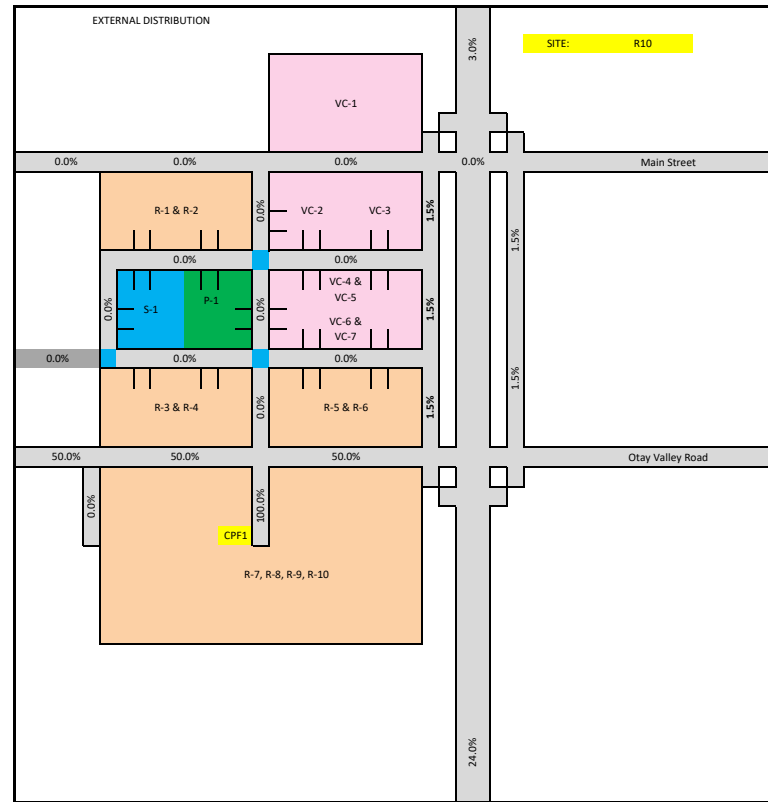 EXTERNAL DISTRIBUTION
3.0%
SITE: R10
VC-1
0.0% 0.0% 0.0% 0.0% Main Street
R-1 & R-2
0.0%
VC-2 VC-3
1.5%
1.5%
0.0% 0.0%
0.0%
S-1
P-1
0.0%
VC-4 &
VC-5
VC-6 &
VC-7
1.5%
0.0% 0.0% 0.0%
1.5%
R-3 & R-4
0.0%
R-5 & R-6
1.5%
50.0% 50.0% 50.0% Otay Valley Road
0.0%
100.0%
CPF1
R-7, R-8, R-9, R-10
24.0%